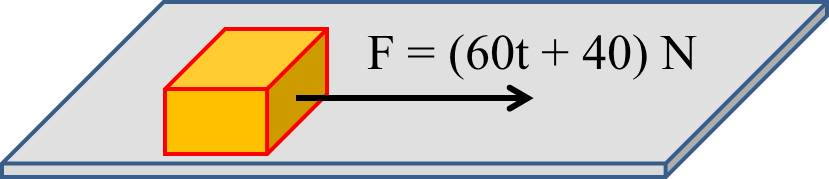 F = (60t + 40) N